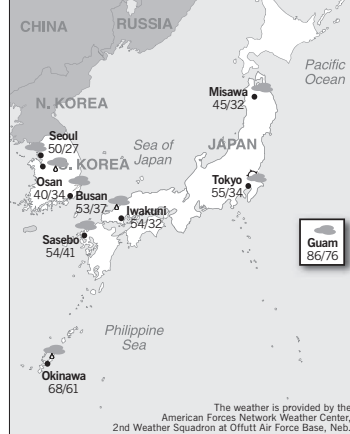 CHINA
RUSSIA
Pacific
Ocean
Misawa
45/32
N. KOREA
Seoul
50/27
Sea of
Japan
JAPAN
S. KOREA
Osan
40/34
Busan
53/37
Tokyo
55/34
Iwakuni
54/32
Sasebo
54/41
Guam
86/76
Philippine
Sea
Okinawa
68/61
The weather is provided by the
American Forces Network Weather Center,
2nd Weather Squadron at Offutt Air Force Base, Neb.